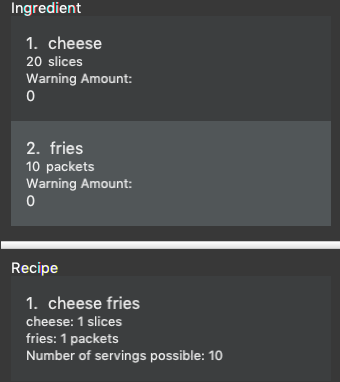 Ingredient
1. cheese
20 slices
Warning Amount:
0
2. fries
10 packets
Warning Amount:
0
Recipe
1. cheese fries
cheese: 1 slices
fries: 1 packets
Number of servings possible: 10